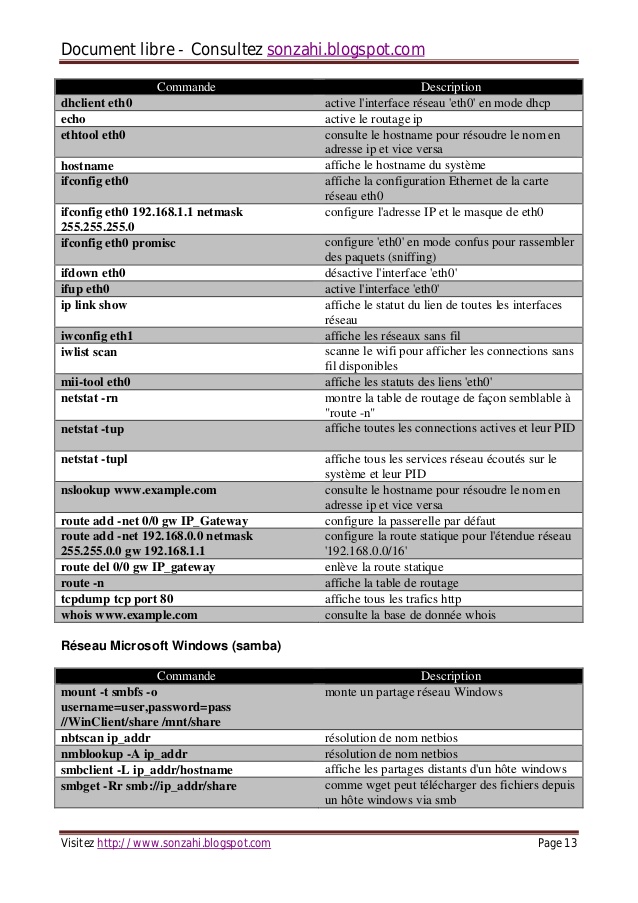 Document libre - Consultez sonzahi.blogspot.com
Commande Description
dhclient eth0 active l'interface réseau 'eth0' en mode dhcp
echo active le routage ip
ethtool eth0 consulte le hostname pour résoudre le nom en
adresse ip et vice versa
hostname affiche le hostname du système
ifconfig eth0 affiche la configuration Ethernet de la carte
réseau eth0
ifconfig eth0 192.168.1.1 netmask configure l'adresse IP et le masque de eth0
255.255.255.0
ifconfig eth0 promisc configure 'eth0' en mode confus pour rassembler
des paquets (sniffing)
ifdown eth0 désactive l'interface 'eth0'
ifup eth0 active l'interface 'eth0'
ip link show affiche le statut du lien de toutes les interfaces
réseau
iwconfig eth1 affiche les réseaux sans fil
iwlist scan scanne le wifi pour afficher les connections sans
fil disponibles
mii-tool eth0 affiche les statuts des liens 'eth0'
netstat -rn montre la table de routage de façon semblable à
"route -n"
netstat -tup affiche toutes les connections actives et leur PID
netstat -tupl affiche tous les services réseau écoutés sur le
système et leur PID
nslookup www.example.com consulte le hostname pour résoudre le nom en
adresse ip et vice versa
route add -net 0/0 gw IP_Gateway configure la passerelle par défaut
route add -net 192.168.0.0 netmask configure la route statique pour l'étendue réseau
255.255.0.0 gw 192.168.1.1 '192.168.0.0/16'
route del 0/0 gw IP_gateway enlève la route statique
route -n affiche la table de routage
tcpdump tcp port 80 affiche tous les trafics http
whois www.example.com consulte la base de donnée whois
Réseau Microsoft Windows (samba)
Commande Description
mount -t smbfs -o monte un partage réseau Windows
username=user,password=pass
//WinClient/share /mnt/share
nbtscan ip_addr résolution de nom netbios
nmblookup -A ip_addr résolution de nom netbios
smbclient -L ip_addr/hostname affiche les partages distants d'un hôte windows
smbget -Rr smb://ip_addr/share comme wget peut télécharger des fichiers depuis
un hôte windows via smb
Visitez http://www.sonzahi.blogspot.com Page 13